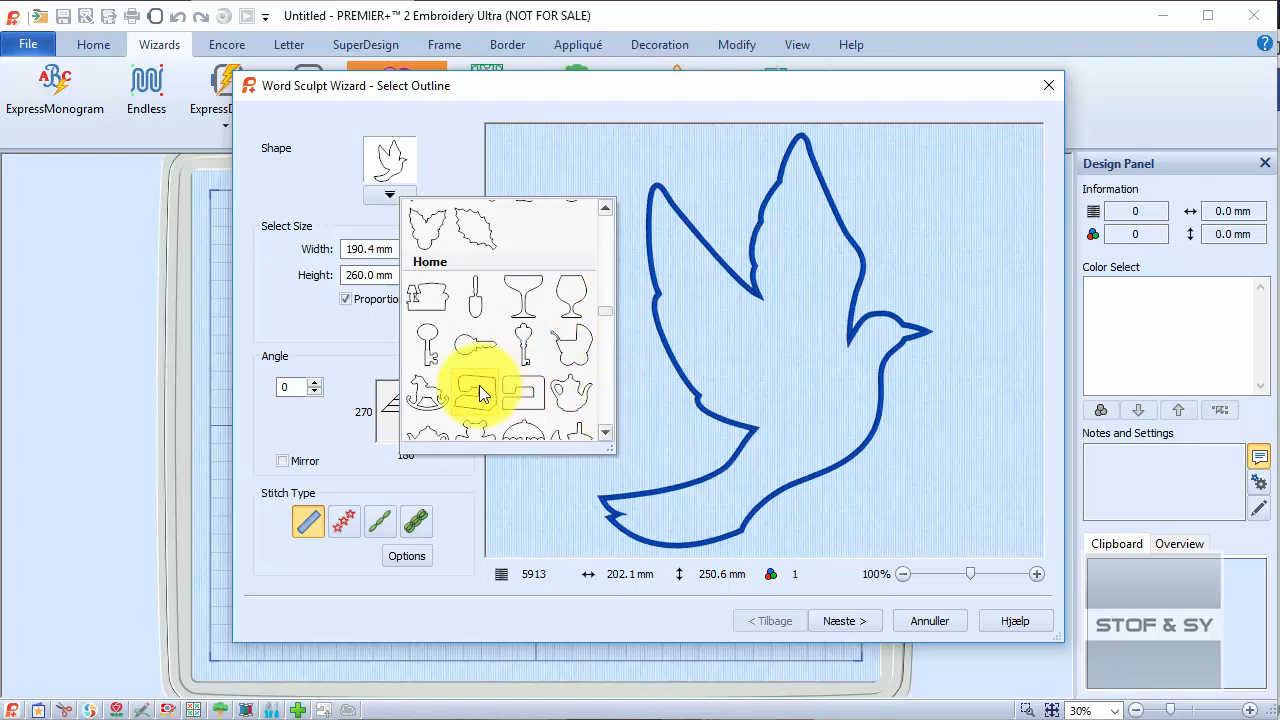 Untitled - PREMIER+™ 2 Embroidery Ultra (NOT FOR SALE)
File Home Wizards Encore Letter SuperDesign Frame Border Appliqué Decoration Modify View Help
ABC
ExpressMonogram Endless
Word Sculpt Wizard - Select Outline
Shape
Select Size
Width: 190.4 mm
Height: 260.0 mm
Home
Angle
0
270
180
Mirror
Stitch Type
Options
5913 202.1 mm 250.6 mm 1 100%
< Tilbage Næste > Annuller Hjælp
Design Panel
Information
0 0.0 mm
0 0.0 mm
Color Select
Notes and Settings
Clipboard Overview
STOF & SY
30%